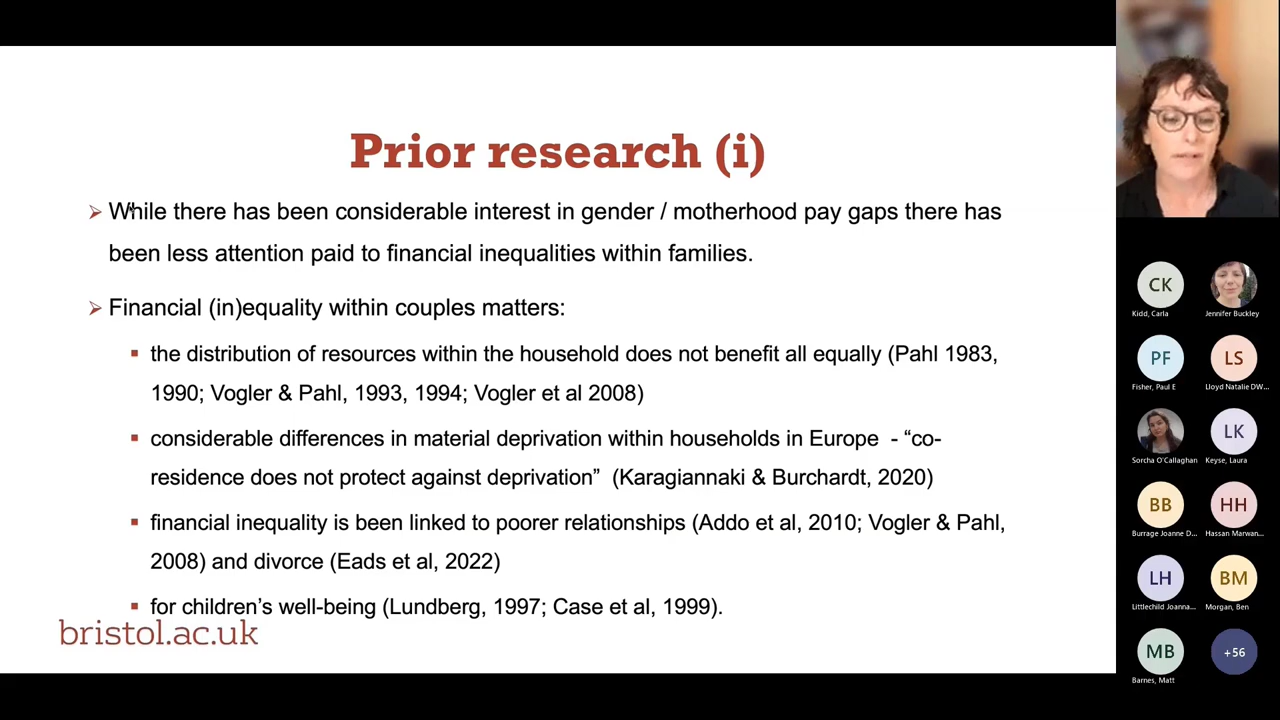 Prior research (i)
While there has been considerable interest in gender / motherhood pay gaps there has
been less attention paid to financial inequalities within families.
Financial (in)equality within couples matters:
the distribution of resources within the household does not benefit all equally (Pahl 1983,
1990; Vogler & Pahl, 1993, 1994; Vogler et al 2008)
considerable differences in material deprivation within households in Europe - “co-
residence does not protect against deprivation” (Karagiannaki & Burchardt, 2020)
financial inequality is been linked to poorer relationships (Addo et al, 2010; Vogler & Pahl,
2008) and divorce (Eads et al, 2022)
for children’s well-being (Lundberg, 1997; Case et al, 1999).
bristol.ac.uk
CK
Kidd, Carla
Jennifer Buckley
PF
Fisher, Paul E
LS
Lloyd Natalie DW...
Sorcha O'Callaghan
LK
Keyse, Laura
BB
Burrage Joanne D...
HH
Hassan Marwan...
LH
Littlechild Joanna...
BM
Morgan, Ben
MB
Barnes, Matt
+56